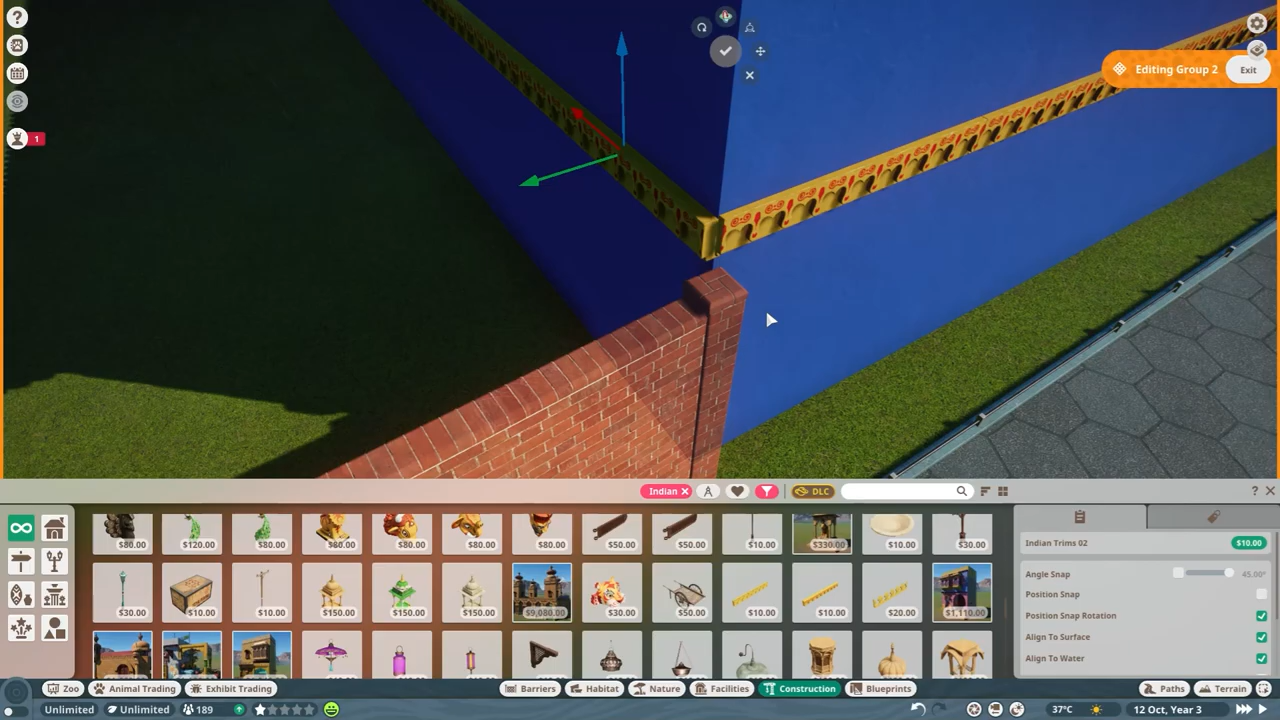 ?
1
Editing Group 2 Exit
Indian × DLC
? ×
$80.00 $120.00 $80.00 $80.00 $80.00 $80.00 $80.00 $50.00 $50.00 $10.00 $330.00 $10.00 $30.00
$30.00 $10.00 $10.00 $150.00 $150.00 $150.00 $9,080.00 $30.00 $50.00 $10.00 $10.00 $20.00 $1,110.00
Indian Trims 02 $10.00
Angle Snap 45.00°
Position Snap
Position Snap Rotation
Align To Surface
Align To Water
Zoo Animal Trading Exhibit Trading Barriers Habitat Nature Facilities Construction Blueprints Paths Terrain
Unlimited Unlimited 189 37°C 12 Oct, Year 3